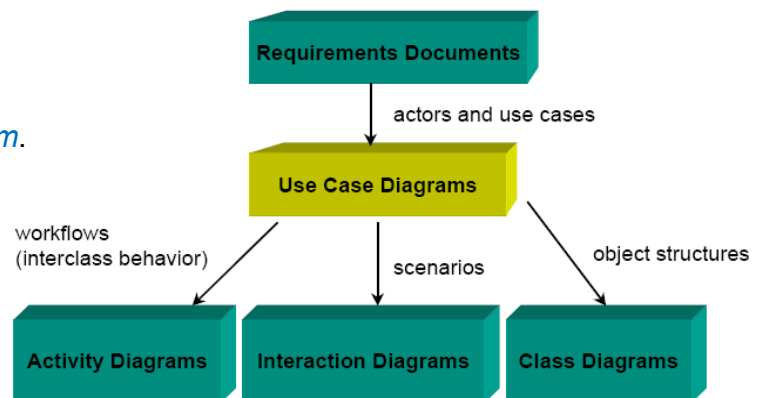 Requirements Documents
actors and use cases
m.
Use Case Diagrams
workflows
(interclass behavior)
scenarios
object structures
Activity Diagrams
Interaction Diagrams
Class Diagrams